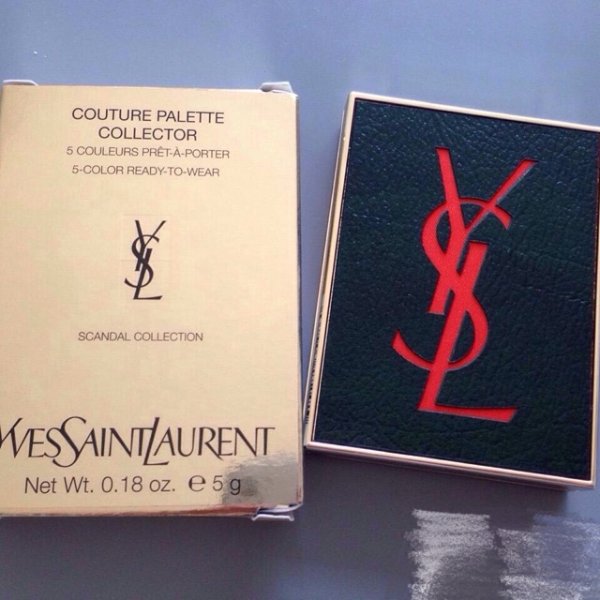 COUTURE PALETTE
COLLECTOR
5 COULEURS PRÊT-À-PORTER
5-COLOR READY-TO-WEAR
YSL
SCANDAL COLLECTION
YVESSAINTLAURENT
Net Wt. 0.18 oz. ℮ 5 g
YSL